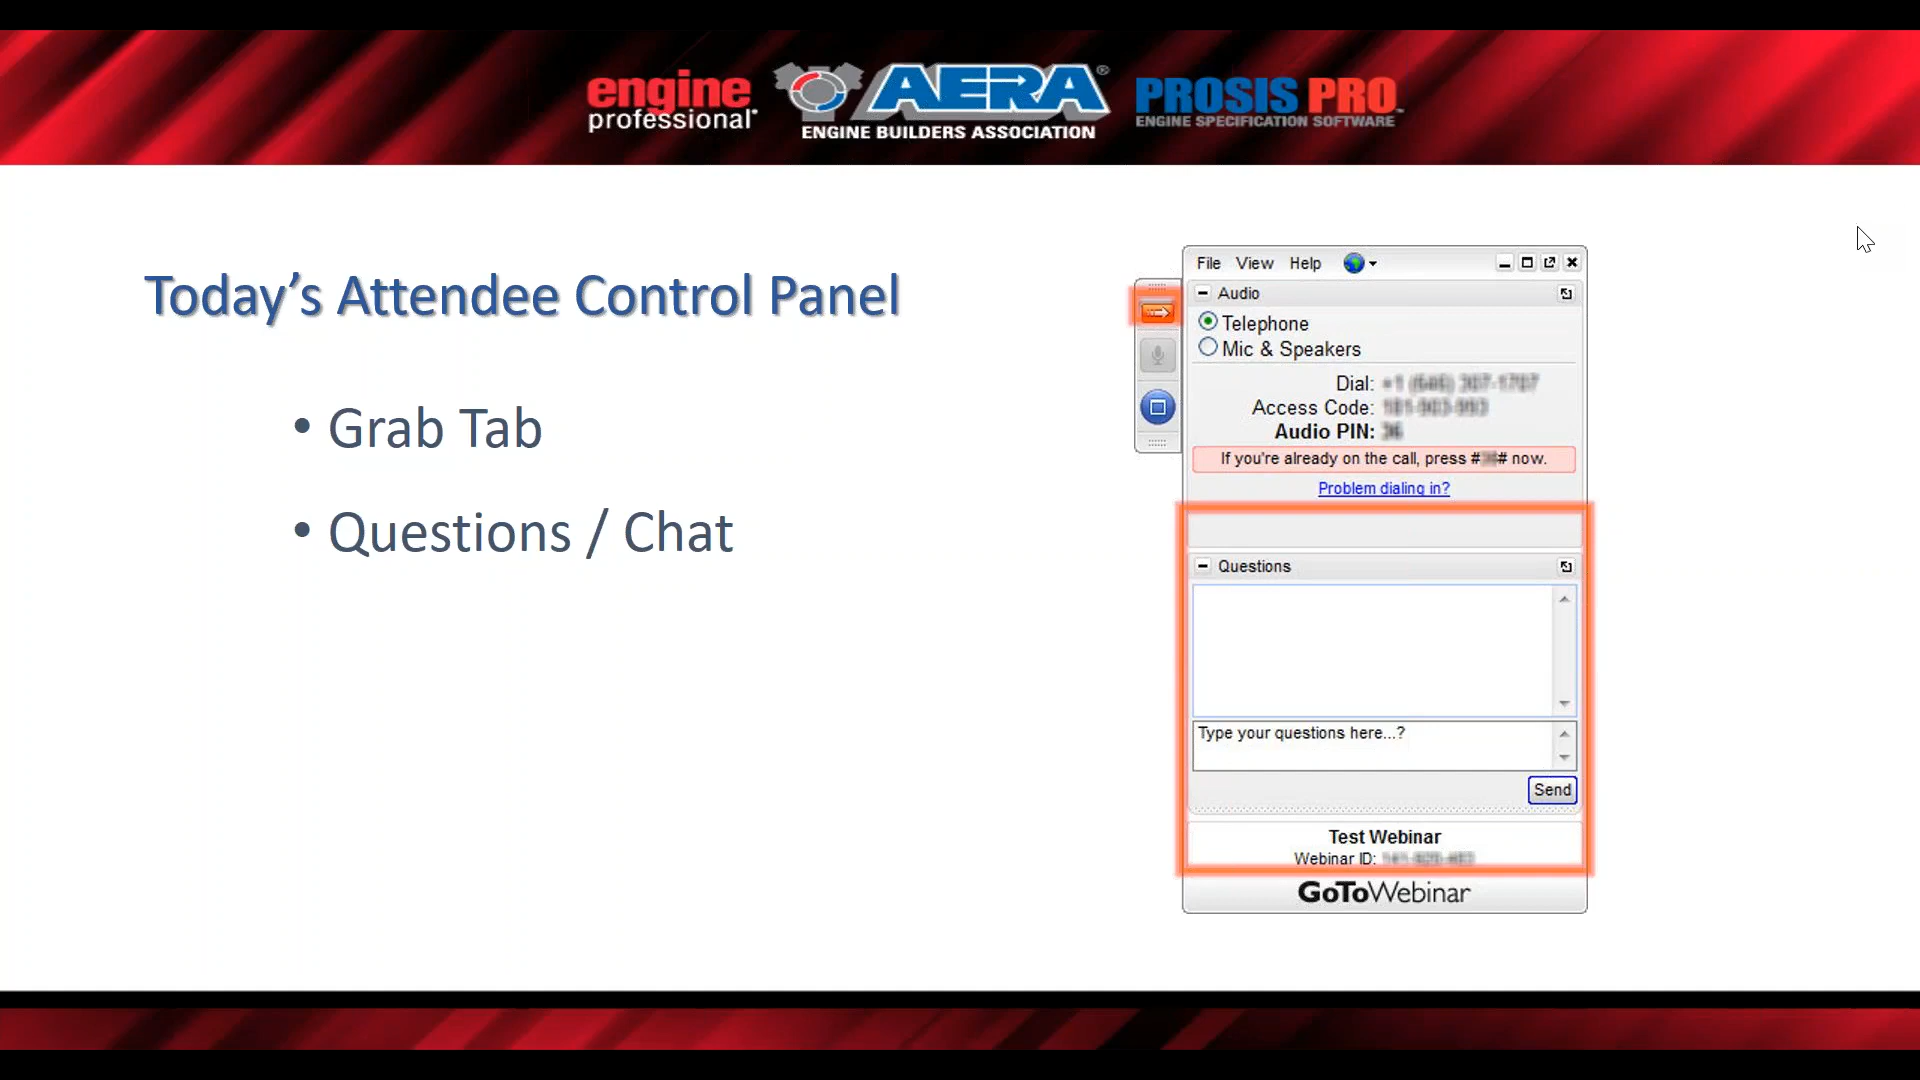 engine
professional
AERA®
ENGINE BUILDERS ASSOCIATION
PROSIS PRO™
ENGINE SPECIFICATION SOFTWARE
Today’s Attendee Control Panel
• Grab Tab
• Questions / Chat
File View Help
Audio
Telephone
Mic & Speakers
Dial:
Access Code:
Audio PIN:
If you're already on the call, press # # now.
Problem dialing in?
Questions
Type your questions here...?
Send
Test Webinar
Webinar ID:
GoToWebinar